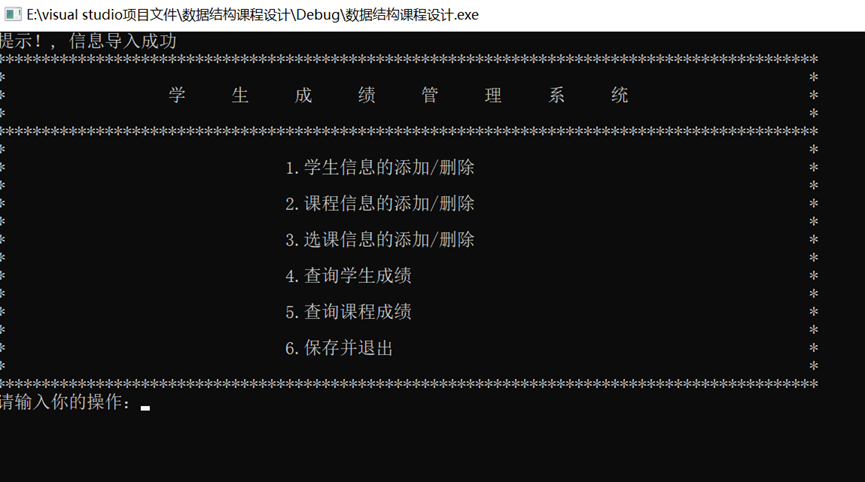 E:\visual studio项目文件\数据结构课程设计\Debug\数据结构课程设计.exe
提示!，信息导入成功
*******************************************************************************************
* *
* 学 生 成 绩 管 理 系 统 *
* *
*******************************************************************************************
* *
* 1.学生信息的添加/删除 *
* *
* 2.课程信息的添加/删除 *
* *
* 3.选课信息的添加/删除 *
* *
* 4.查询学生成绩 *
* *
* 5.查询课程成绩 *
* *
* 6.保存并退出 *
* *
*******************************************************************************************
请输入你的操作：